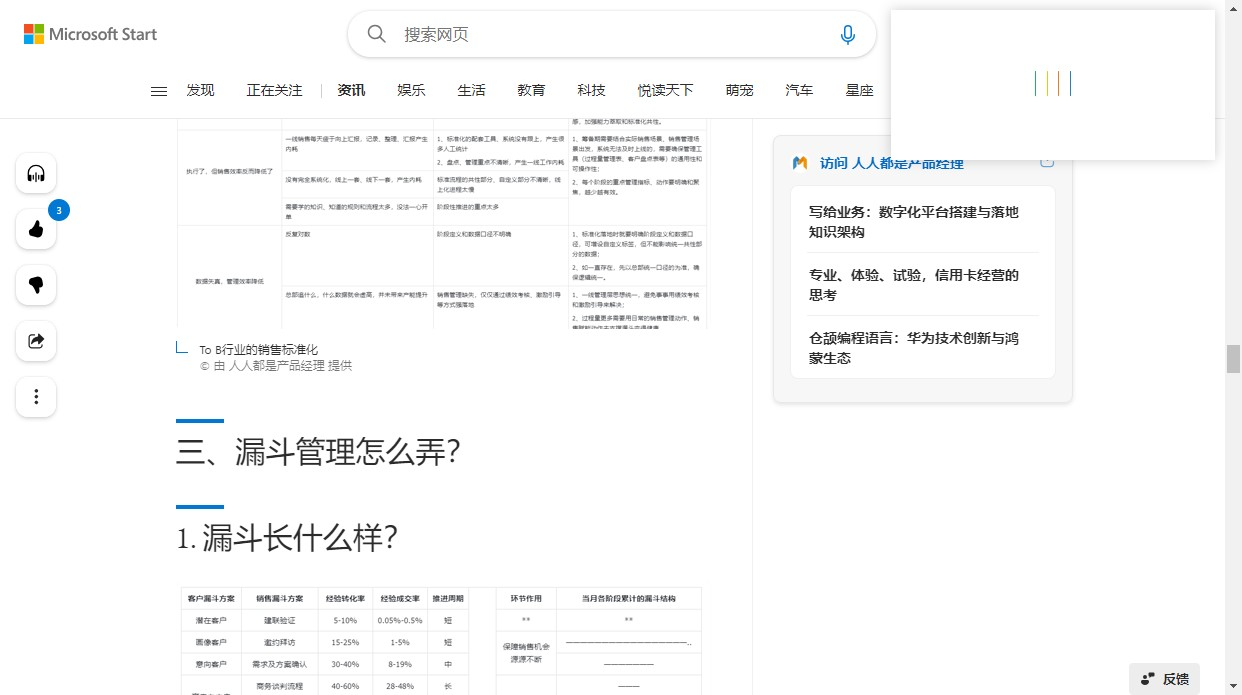 Microsoft Start
搜索网页
发现
正在关注
资讯
娱乐
生活
教育
科技
悦读天下
萌宠
汽车
星座
3
感，加强能力萃取和标准化共性。
执行了，但销售效率反而降低了
一线销售每天疲于向上汇报，记录、整理、汇报产生
内耗
1、标准化的配套工具、系统没有跟上，产生很
多人工统计
2、盘点、管理重点不清晰，产生一线工作内耗
1、筹备期需要结合实际销售场景、销售管理场
景出发，系统无法及时上线的，需要确保管理工
具（过程量管理表、客户盘点表等）的通用性和
可操作性；
2、每个阶段的重点管理指标、动作要明确和聚
焦，越少越有效。
没有完全系统化，线上一套、线下一套，产生内耗
标准流程的共性部分、自定义部分不清晰，线
上化进程太慢
需要学的知识、知道的规则和流程太多，没法一心开
单
阶段性推进的重点太多
数据失真、管理效率降低
反复对数
阶段定义和数据口径不明确
1、标准化落地时就要明确阶段定义和数据口
径，可增设自定义标签，但不能影响统一共性部
分的数据；
2、如一直存在，先以总部统一口径的为准，确
保逻辑统一。
总部追什么，什么数据就会虚高，并未带来产能提升
销售管理缺失，仅仅通过绩效考核、激励引导
等方式强落地
1、一线管理层思想统一，避免事事用绩效考核
和激励引导来解决；
2、过程量更多需要用日常的销售管理动作、销
To B行业的销售标准化
© 由 人人都是产品经理 提供
三、漏斗管理怎么弄？
1. 漏斗长什么样？
客户漏斗方案 销售漏斗方案 经验转化率 经验成交率 推进周期 环节作用 当月各阶段累计的漏斗结构
潜在客户 建联验证 5-10% 0.05%-0.5% 短 ** **
画像客户 邀约拜访 15-25% 1-5% 短 保障销售机会
源源不断 ————————————————..
意向客户 需求及方案确认 30-40% 8-19% 中 ———————
商务谈判流程 40-60% 28-48% 长 ———
访问 人人都是产品经理
写给业务：数字化平台搭建与落地
知识架构
专业、体验、试验，信用卡经营的
思考
仓颉编程语言：华为技术创新与鸿
蒙生态
反馈